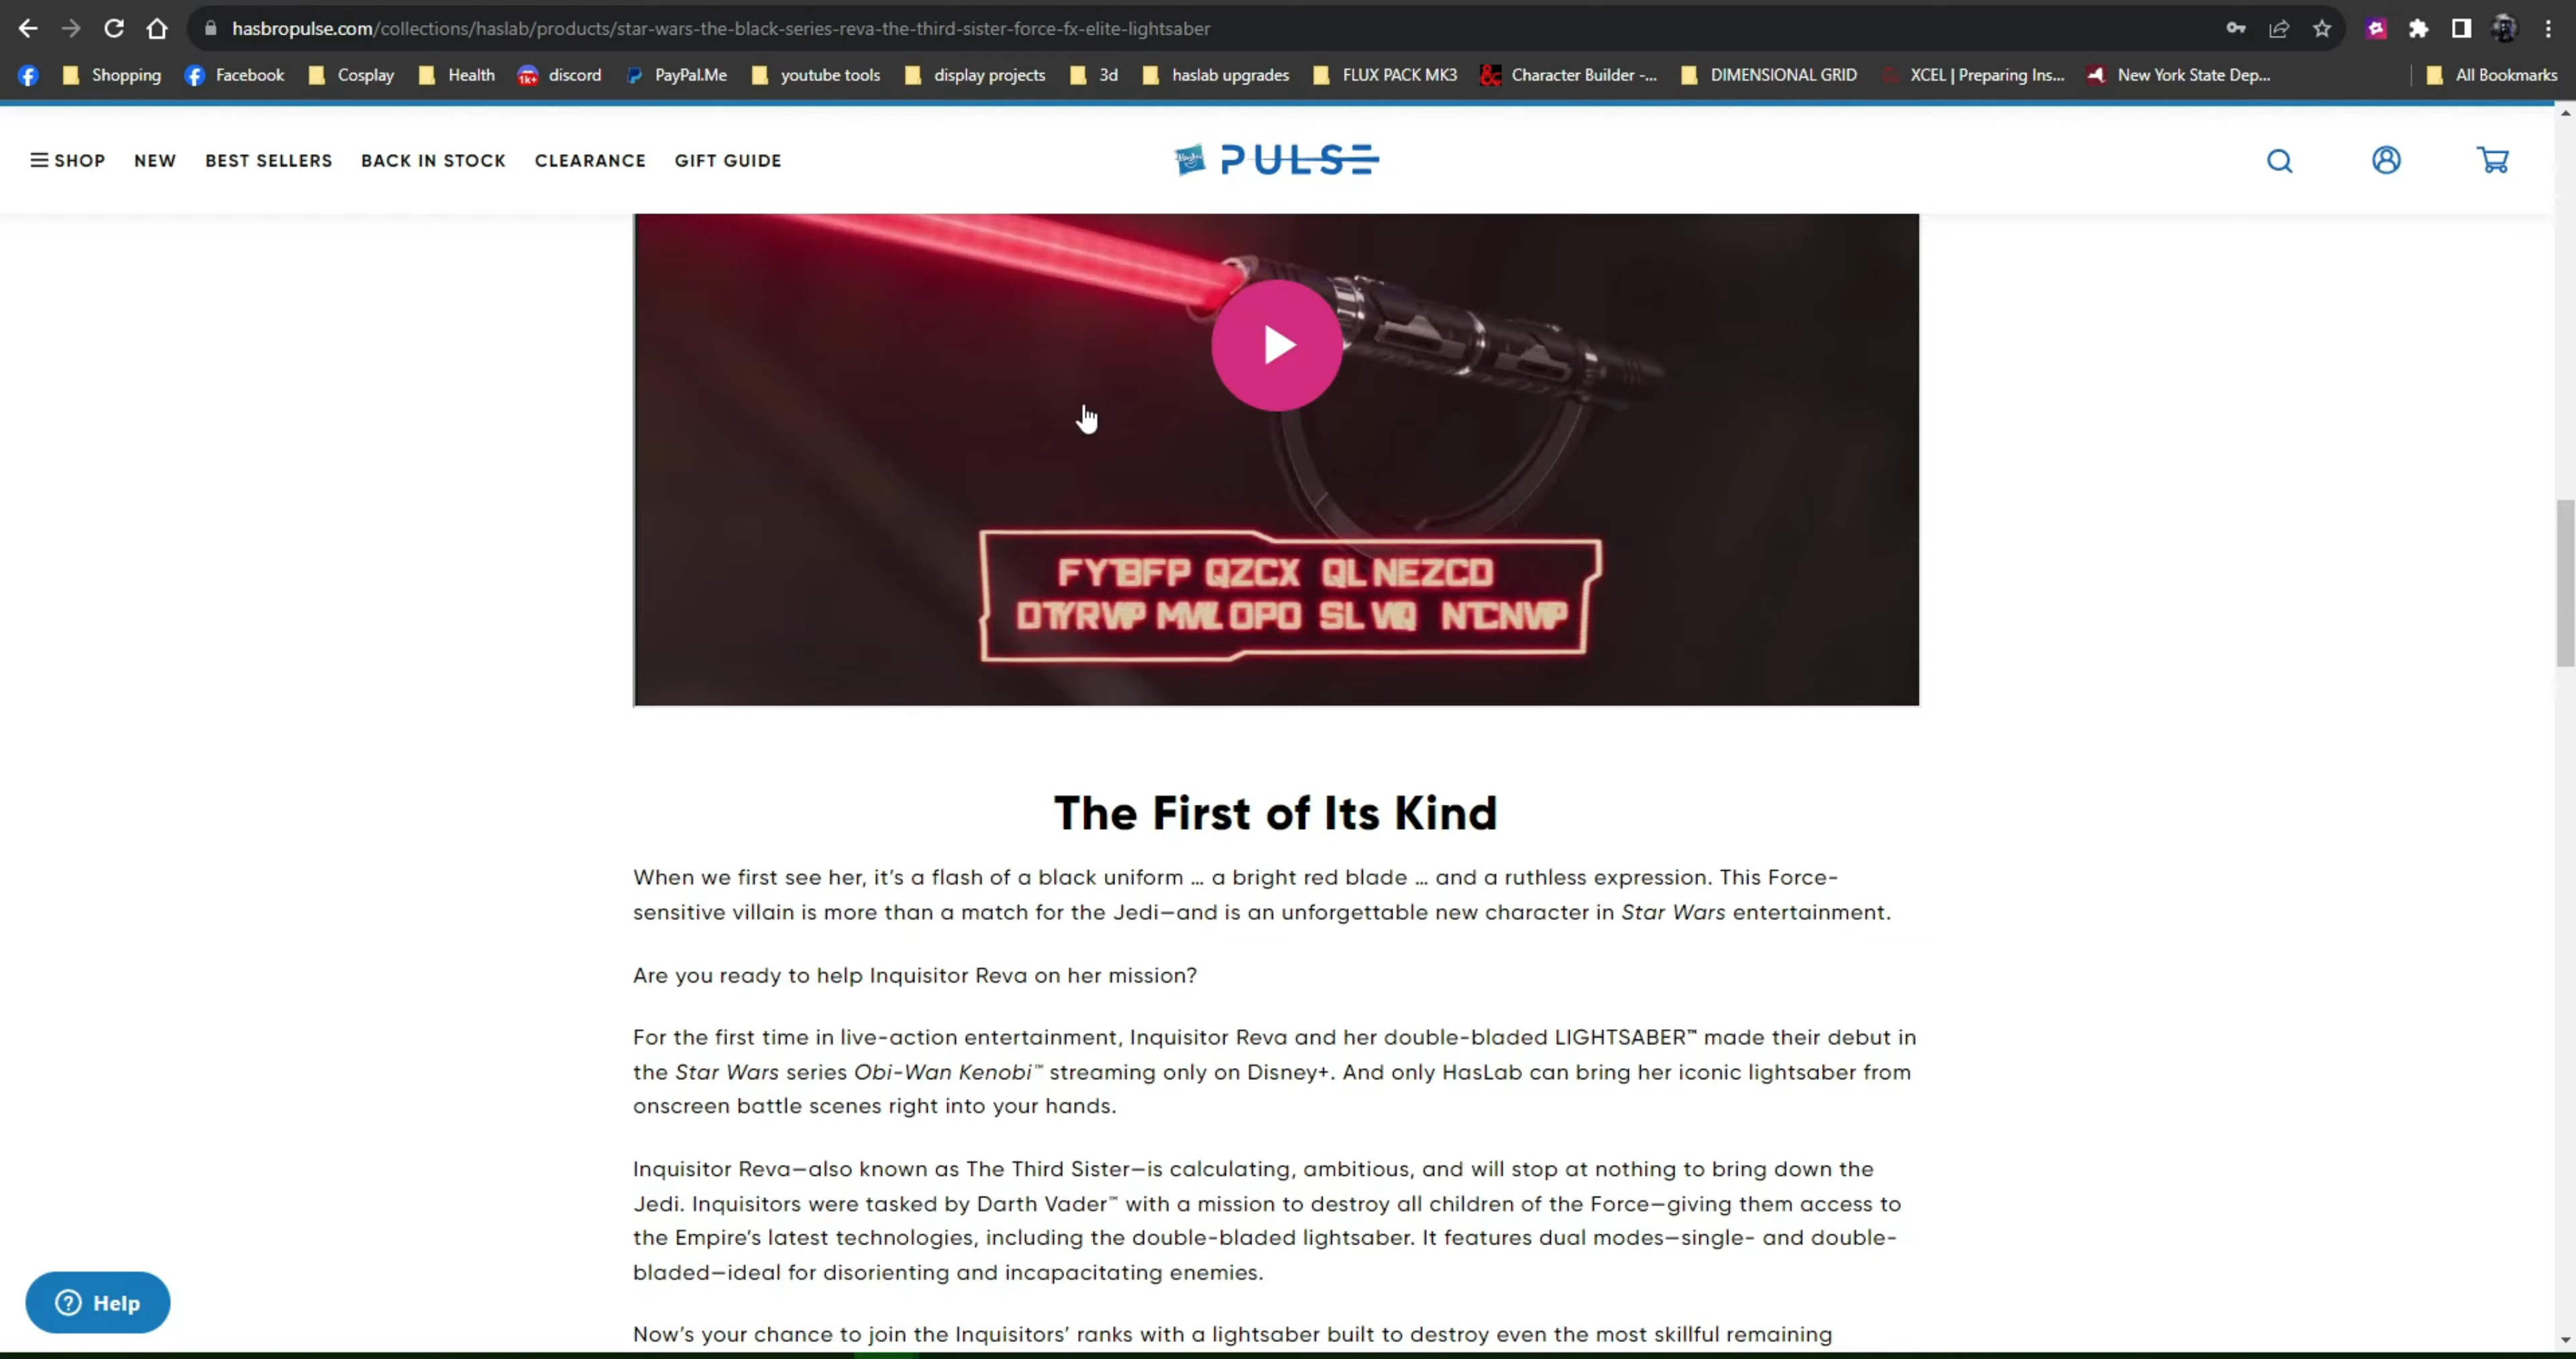 hasbropulse.com/collections/haslab/products/star-wars-the-black-series-reva-the-third-sister-force-fx-elite-lightsaber
Shopping Facebook Cosplay Health discord PayPal.Me youtube tools display projects 3d haslab upgrades FLUX PACK MK3 Character Builder -... DIMENSIONAL GRID XCEL | Preparing Ins... New York State Dep... All Bookmarks
SHOP NEW BEST SELLERS BACK IN STOCK CLEARANCE GIFT GUIDE Hasbro PULSE
QZCX
OPO
The First of Its Kind
When we first see her, it's a flash of a black uniform … a bright red blade … and a ruthless expression. This Force-
sensitive villain is more than a match for the Jedi—and is an unforgettable new character in Star Wars entertainment.
Are you ready to help Inquisitor Reva on her mission?
For the first time in live-action entertainment, Inquisitor Reva and her double-bladed LIGHTSABER™ made their debut in
the Star Wars series Obi-Wan Kenobi™ streaming only on Disney+. And only HasLab can bring her iconic lightsaber from
onscreen battle scenes right into your hands.
Inquisitor Reva—also known as The Third Sister—is calculating, ambitious, and will stop at nothing to bring down the
Jedi. Inquisitors were tasked by Darth Vader™ with a mission to destroy all children of the Force—giving them access to
the Empire's latest technologies, including the double-bladed lightsaber. It features dual modes—single- and double-
bladed—ideal for disorienting and incapacitating enemies.
Help
Now's your chance to join the Inquisitors' ranks with a lightsaber built to destroy even the most skillful remaining